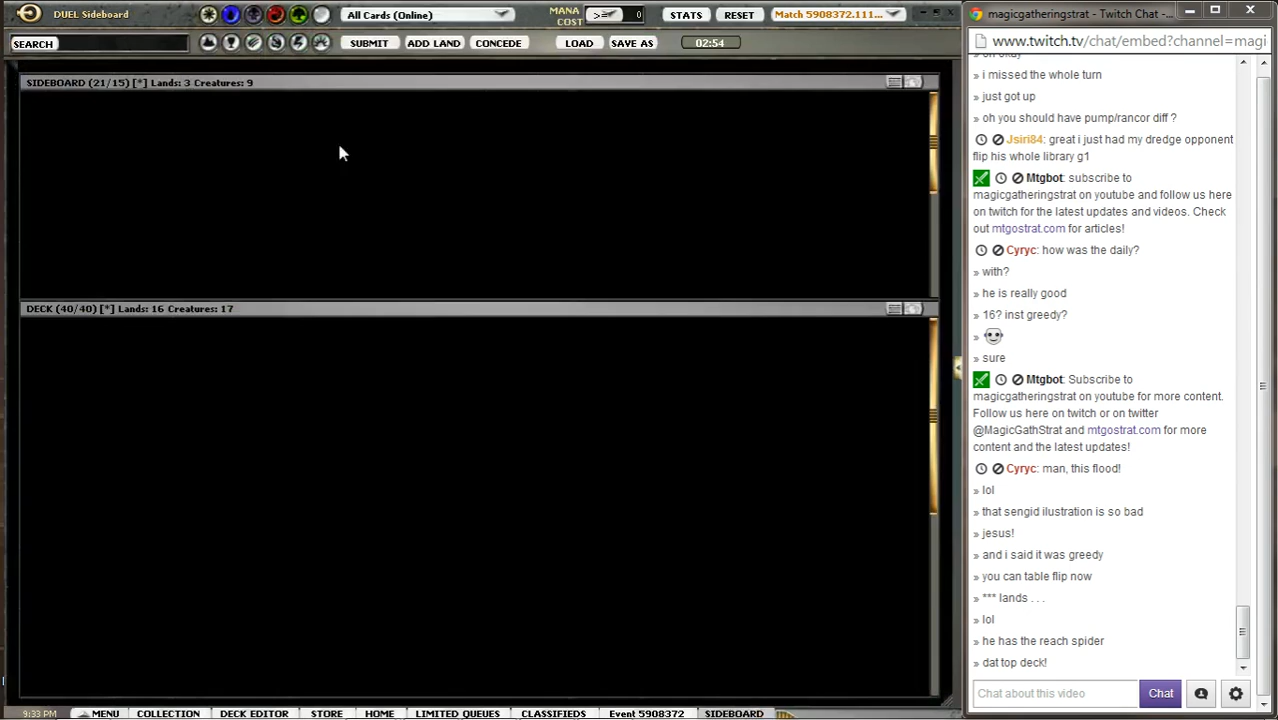 DUEL Sideboard
All Cards (Online)
MANA COST
>=
0
STATS
RESET
Match 5908372.111...
SEARCH
SUBMIT
ADD LAND
CONCEDE
LOAD
SAVE AS
02:54
SIDEBOARD (21/15) [*] Lands: 3 Creatures: 9
DECK (40/40) [*] Lands: 16 Creatures: 17
9:33 PM
MENU
COLLECTION
DECK EDITOR
STORE
HOME
LIMITED QUEUES
CLASSIFIEDS
Event 5908372
SIDEBOARD
magicgatheringstrat - Twitch Chat -...
www.twitch.tv/chat/embed?channel=magi
» i missed the whole turn
» just got up
» oh you should have pump/rancor diff ?
Jsiri84: great i just had my dredge opponent
flip his whole library g1
Mtgbot: subscribe to
magicgatheringstrat on youtube and follow us here
on twitch for the latest updates and videos. Check
out mtgostrat.com for articles!
Cyryc: how was the daily?
» with?
» he is really good
» 16? inst greedy?
»
» sure
Mtgbot: Subscribe to
magicgatheringstrat on youtube for more content.
Follow us here on twitch or on twitter
@MagicGathStrat and mtgostrat.com for more
content and the latest updates!
Cyryc: man, this flood!
» lol
» that sengid ilustration is so bad
» jesus!
» and i said it was greedy
» you can table flip now
» *** lands . . .
» lol
» he has the reach spider
» dat top deck!
Chat about this video
Chat